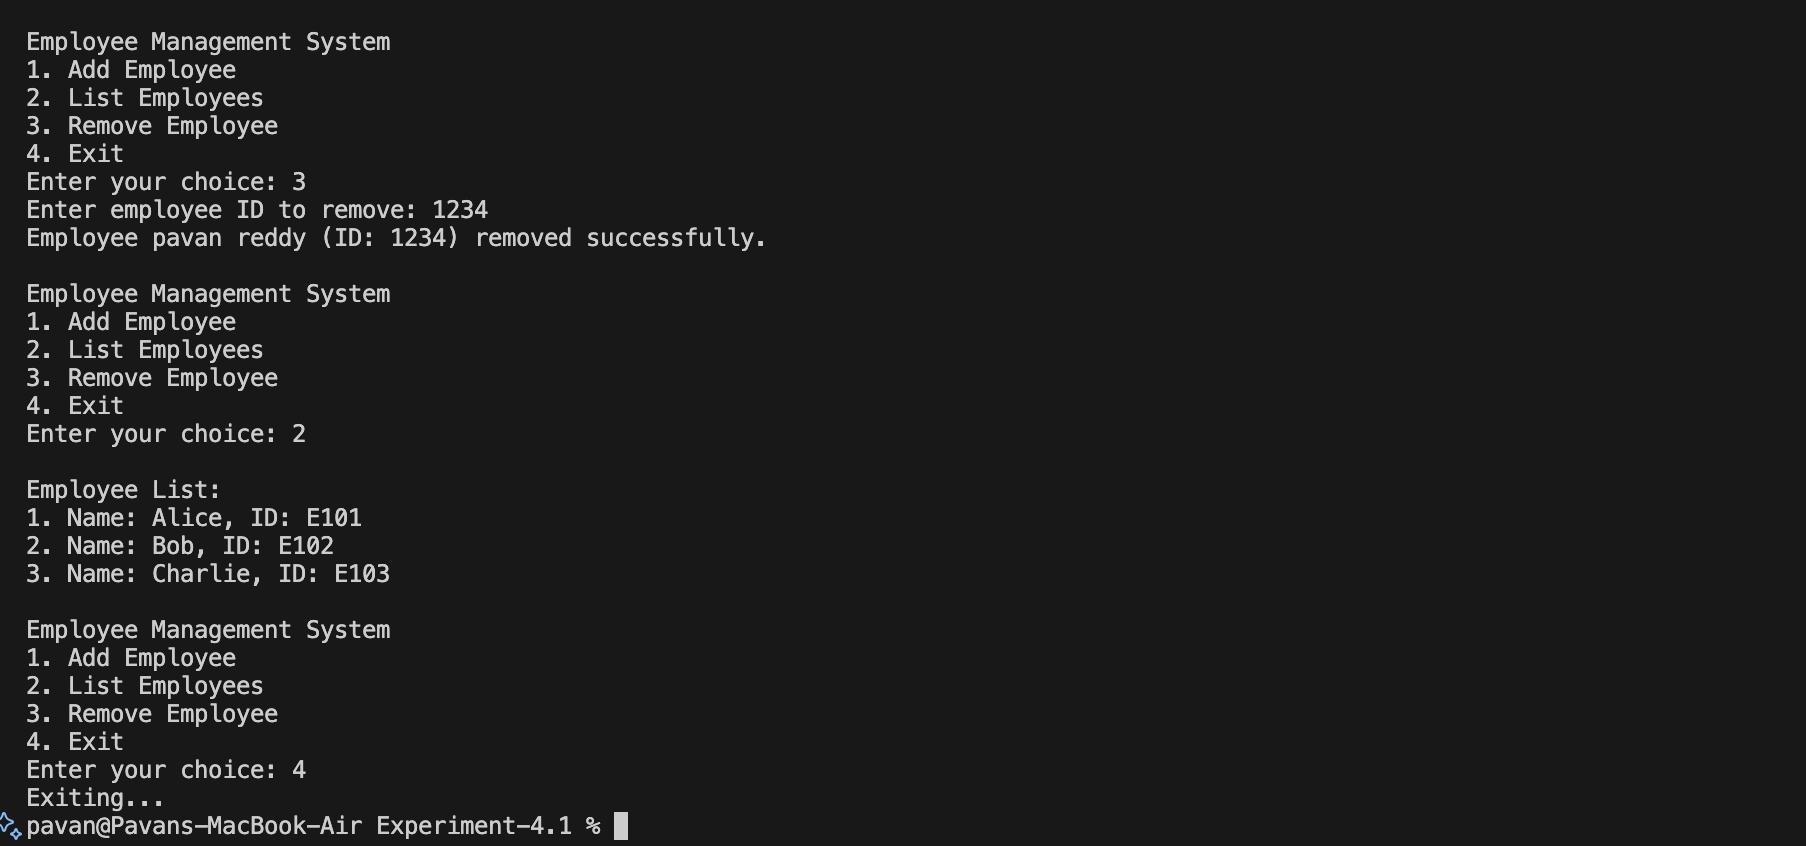 Employee Management System
1. Add Employee
2. List Employees
3. Remove Employee
4. Exit
Enter your choice: 3
Enter employee ID to remove: 1234
Employee pavan reddy (ID: 1234) removed successfully.

Employee Management System
1. Add Employee
2. List Employees
3. Remove Employee
4. Exit
Enter your choice: 2

Employee List:
1. Name: Alice, ID: E101
2. Name: Bob, ID: E102
3. Name: Charlie, ID: E103

Employee Management System
1. Add Employee
2. List Employees
3. Remove Employee
4. Exit
Enter your choice: 4
Exiting...
pavan@Pavans-MacBook-Air Experiment-4.1 %